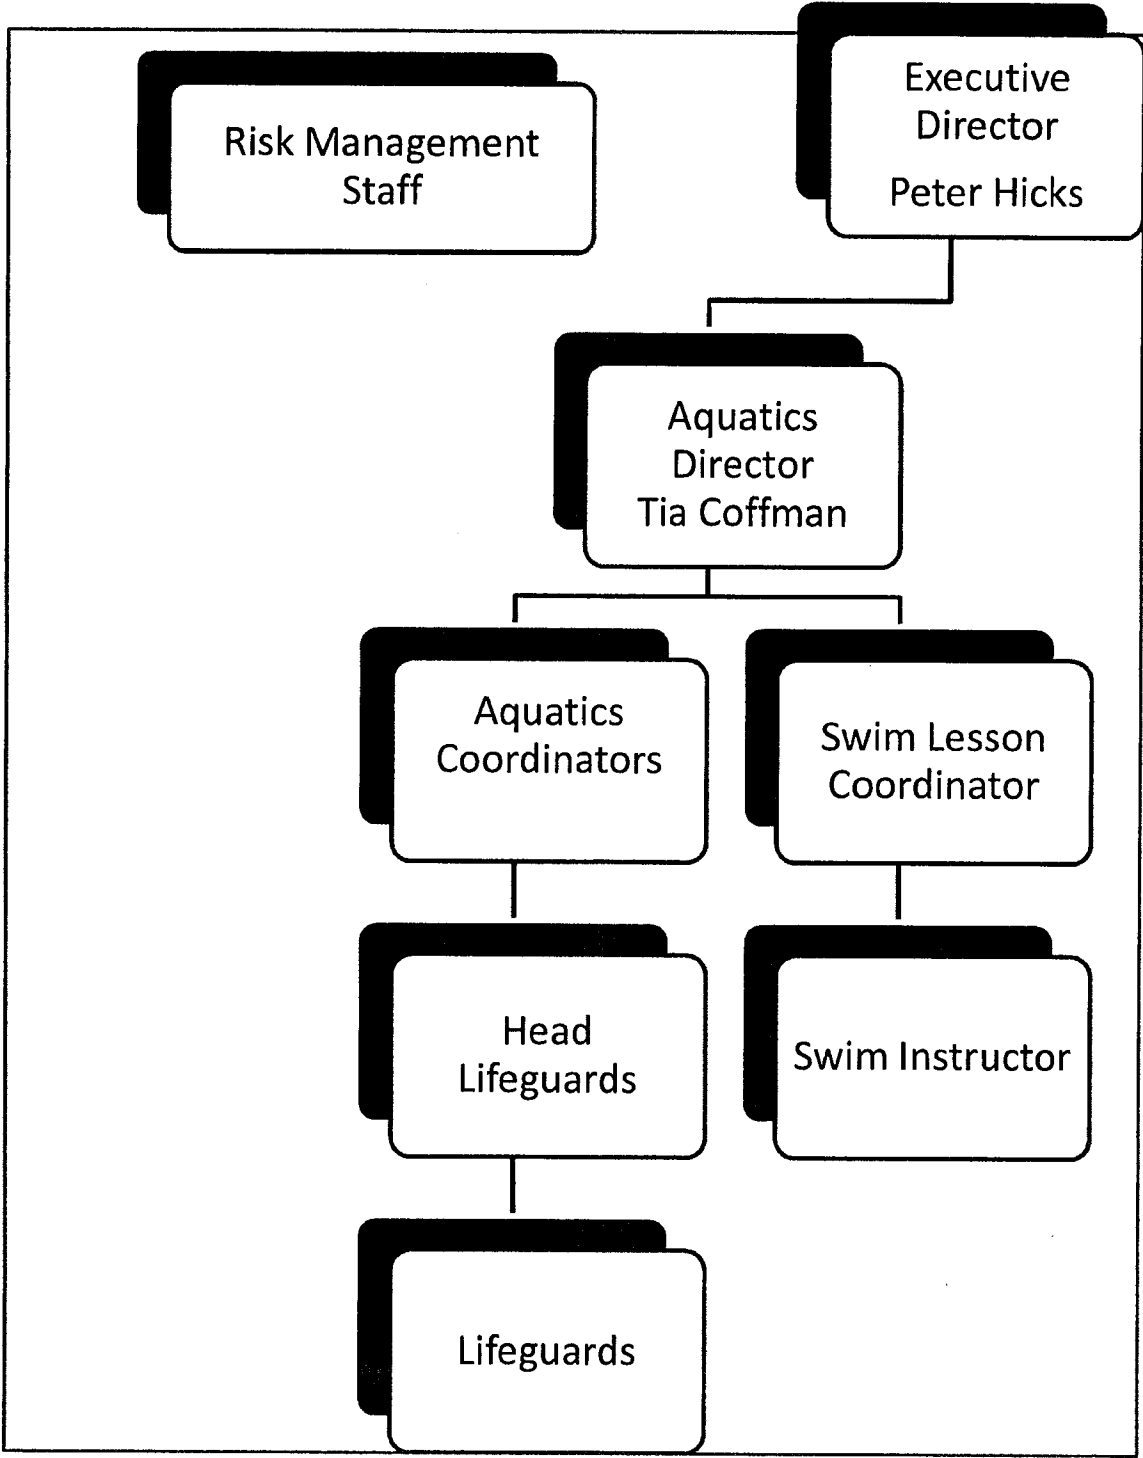 Risk Management
Staff
Executive
Director
Peter Hicks
Aquatics
Director
Tia Coffman
Aquatics
Coordinators
Swim Lesson
Coordinator
Head
Lifeguards
Swim Instructor
Lifeguards